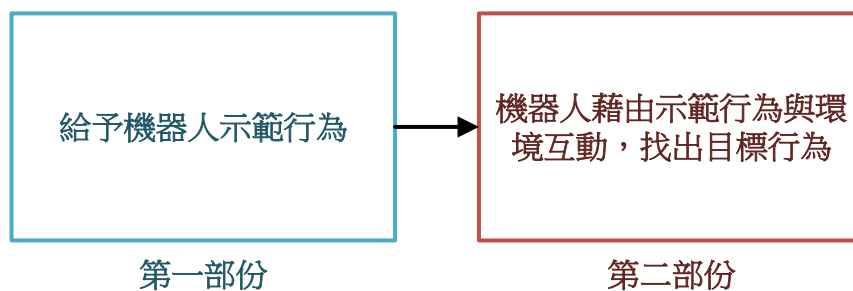 給予機器人示範行為
機器人藉由示範行為與環
境互動，找出目標行為
第一部份
第二部份